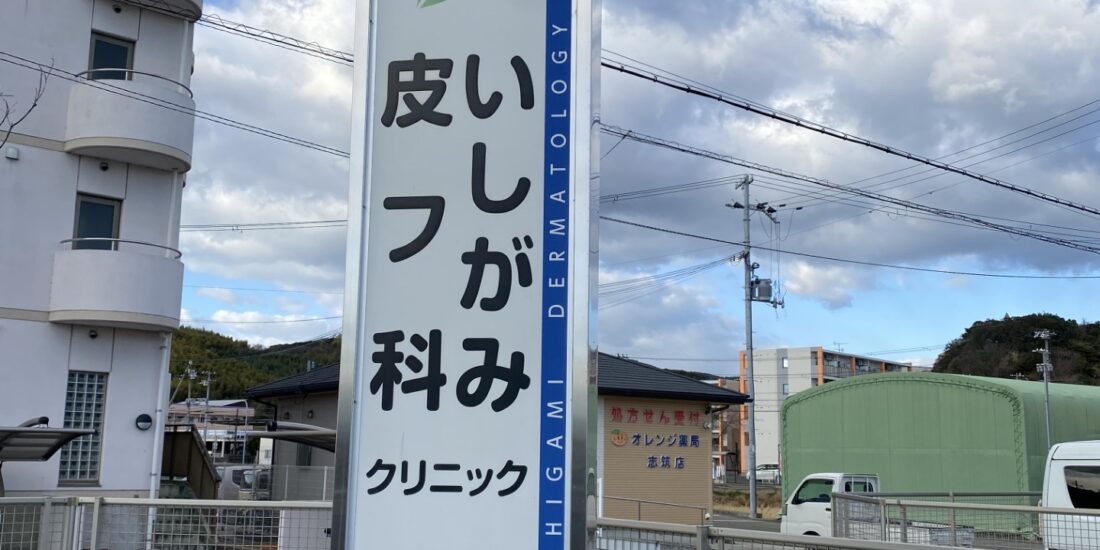 いしがみ
皮フ科
クリニック
HIGAMI DERMATOLOGY
処方せん受付
オレンジ薬局
志筑店